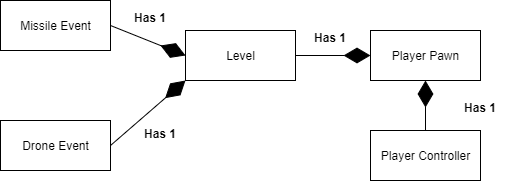 Missile Event
Has 1
Level
Has 1
Player Pawn
Drone Event
Has 1
Has 1
Player Controller